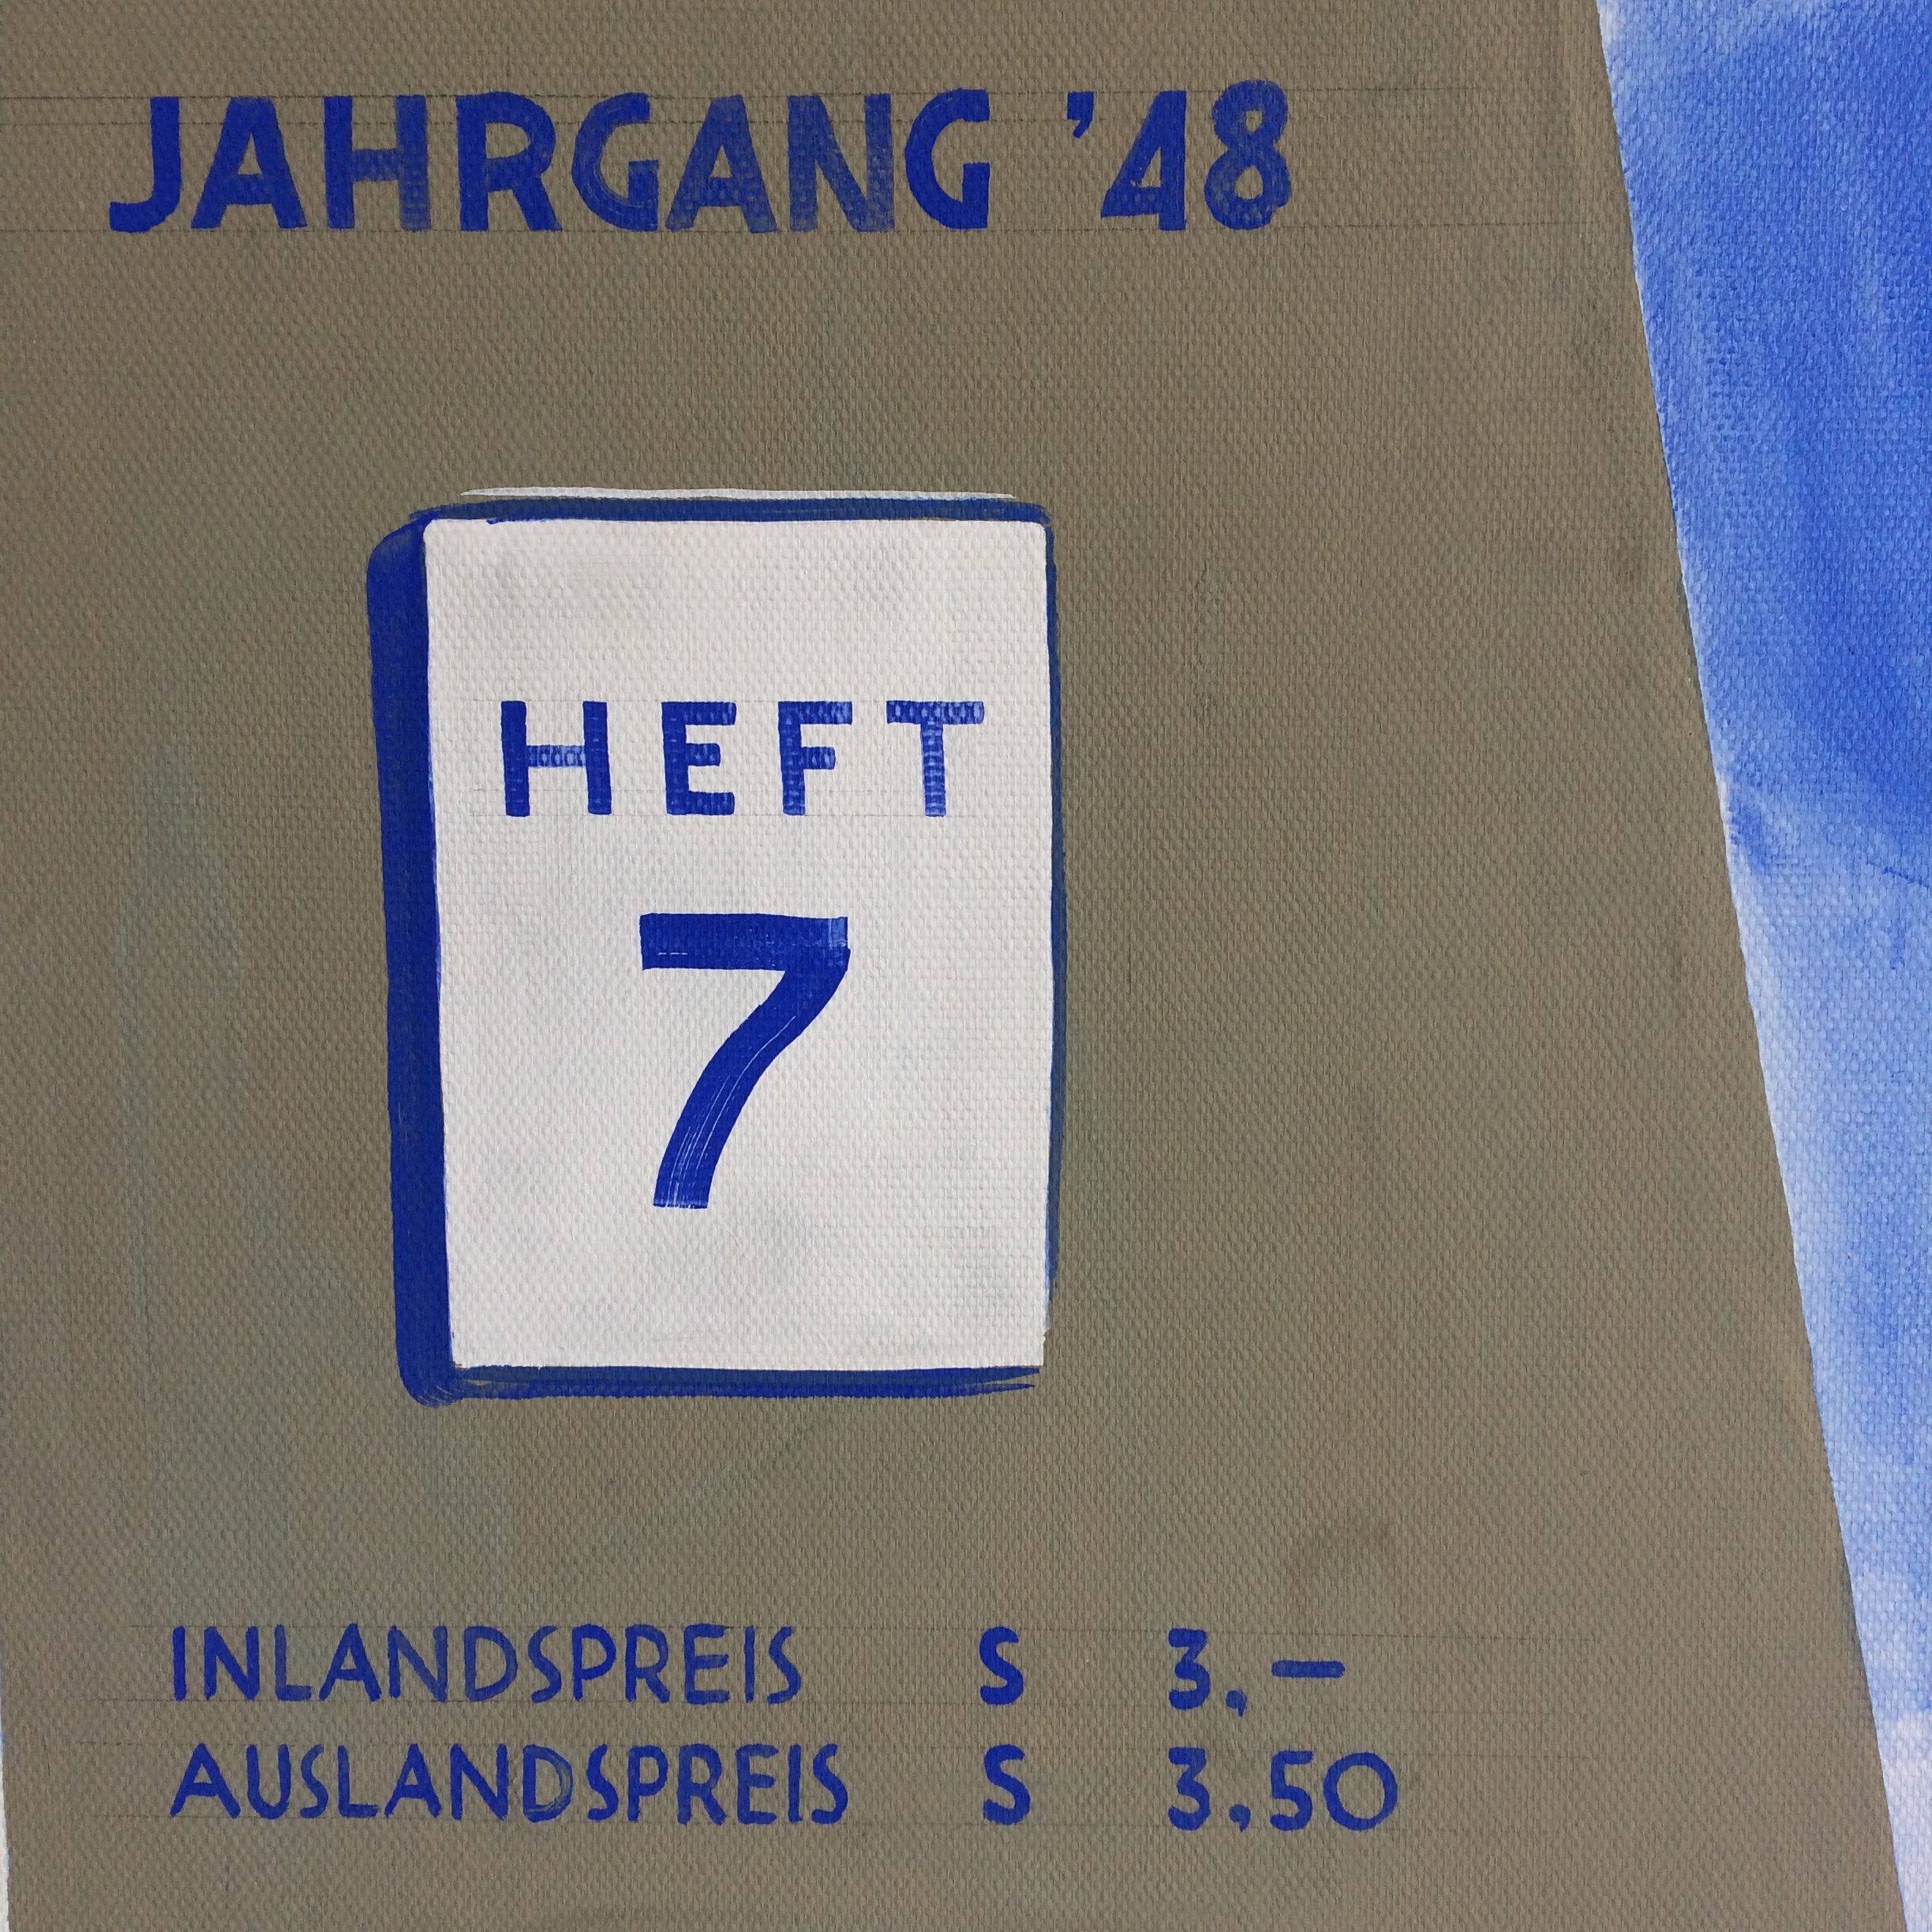 JAHRGANG '48
HEFT
7
INLANDSPREIS S 3,–
AUSLANDSPREIS S 3,50